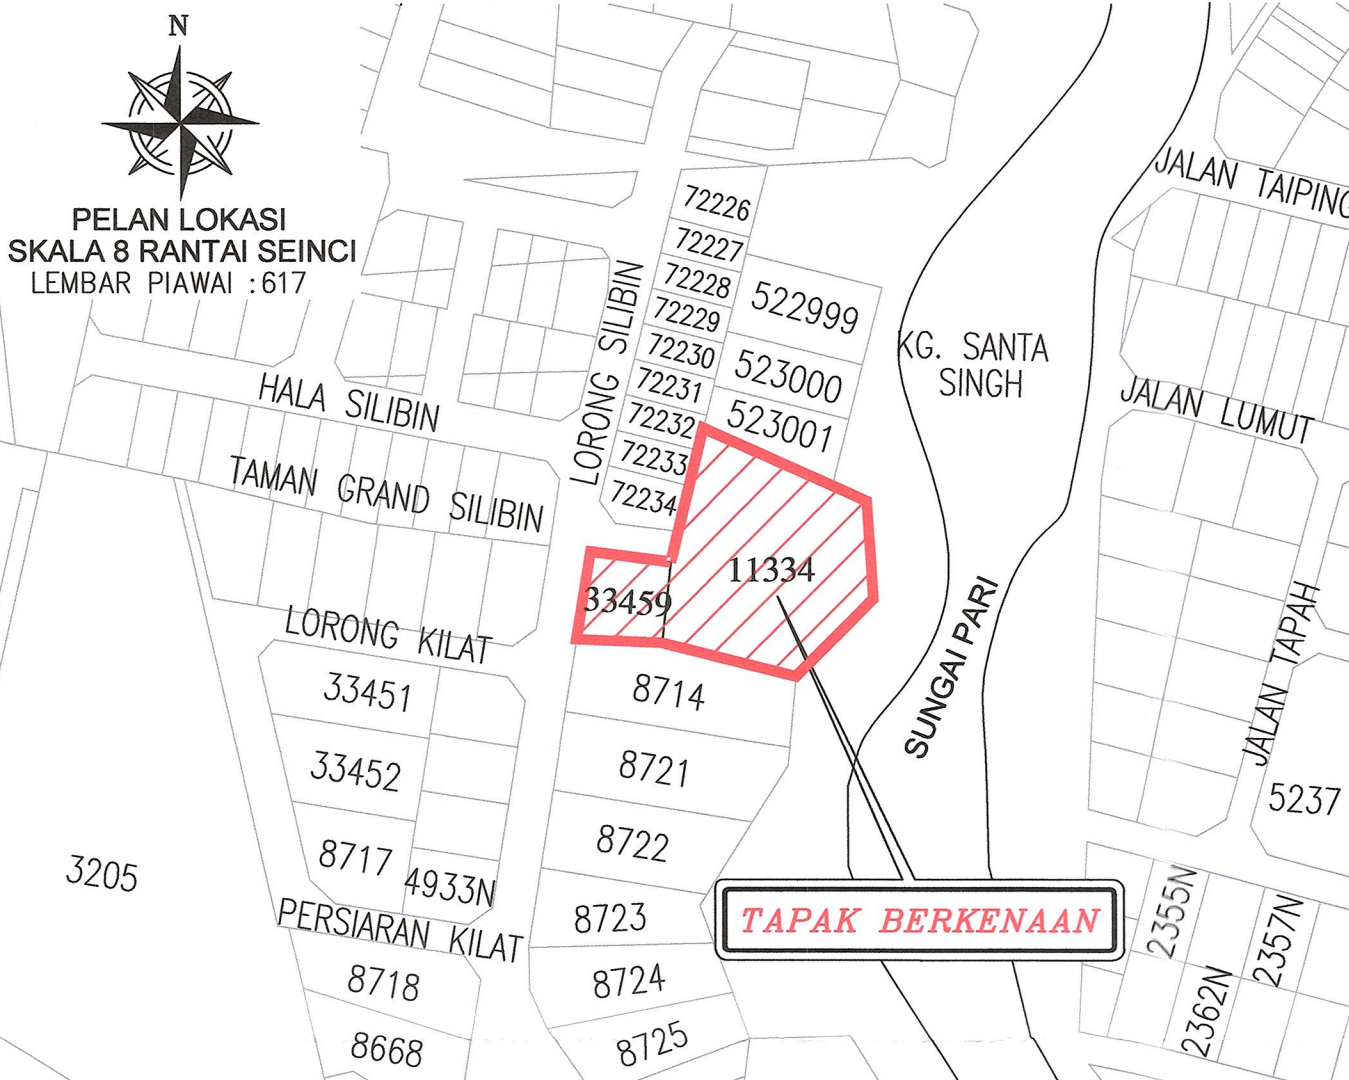 N
PELAN LOKASI
SKALA 8 RANTAI SEINCI
LEMBAR PIAWAI :617
JALAN TAIPING
72226
72227
72228
72229
72230
72231
72232
72233
72234
522999
523000
523001
LORONG SILIBIN
KG. SANTA
SINGH
HALA SILIBIN
JALAN LUMUT
TAMAN GRAND SILIBIN
11334
33459
LORONG KILAT
SUNGAI PARI
JALAN TAPAH
33451
8714
33452
8721
5237
8717
8722
3205
4933N
8723
TAPAK BERKENAAN
2355N
2357N
PERSIARAN KILAT
8718
8724
2362N
8668
8725